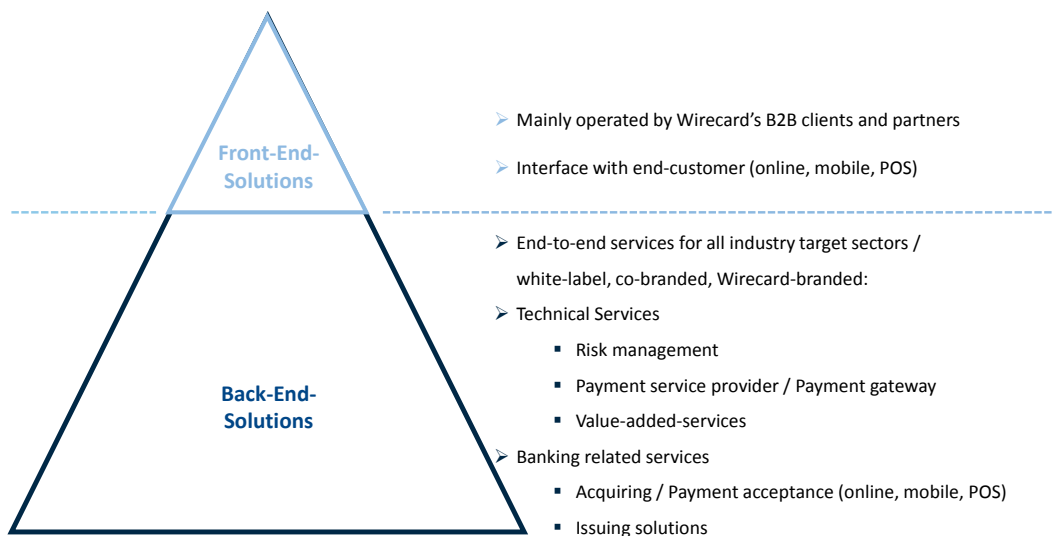 Front-End-
Solutions
➢ Mainly operated by Wirecard’s B2B clients and partners
➢ Interface with end-customer (online, mobile, POS)
Back-End-
Solutions
➢ End-to-end services for all industry target sectors /
white-label, co-branded, Wirecard-branded:
➢ Technical Services
▪ Risk management
▪ Payment service provider / Payment gateway
▪ Value-added-services
➢ Banking related services
▪ Acquiring / Payment acceptance (online, mobile, POS)
▪ Issuing solutions